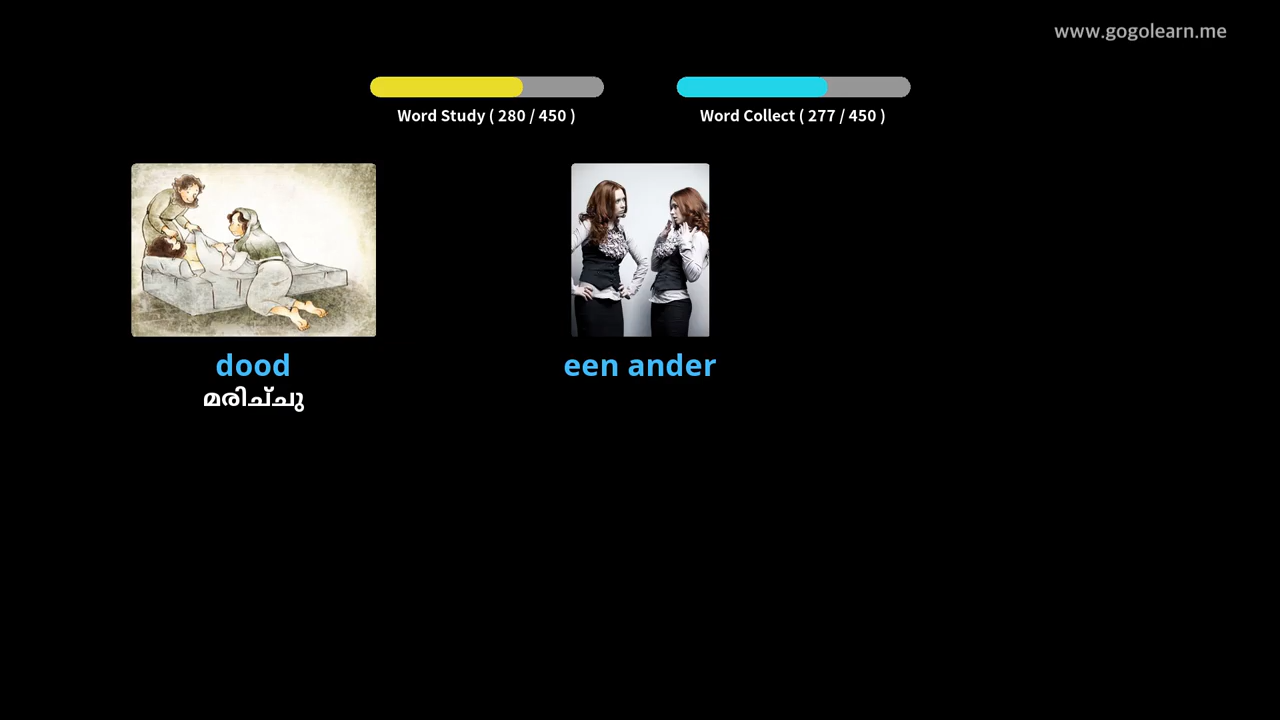 www.gogolearn.me
Word Study ( 280 / 450 )
Word Collect ( 277 / 450 )
dood
മരിച്ചു
een ander